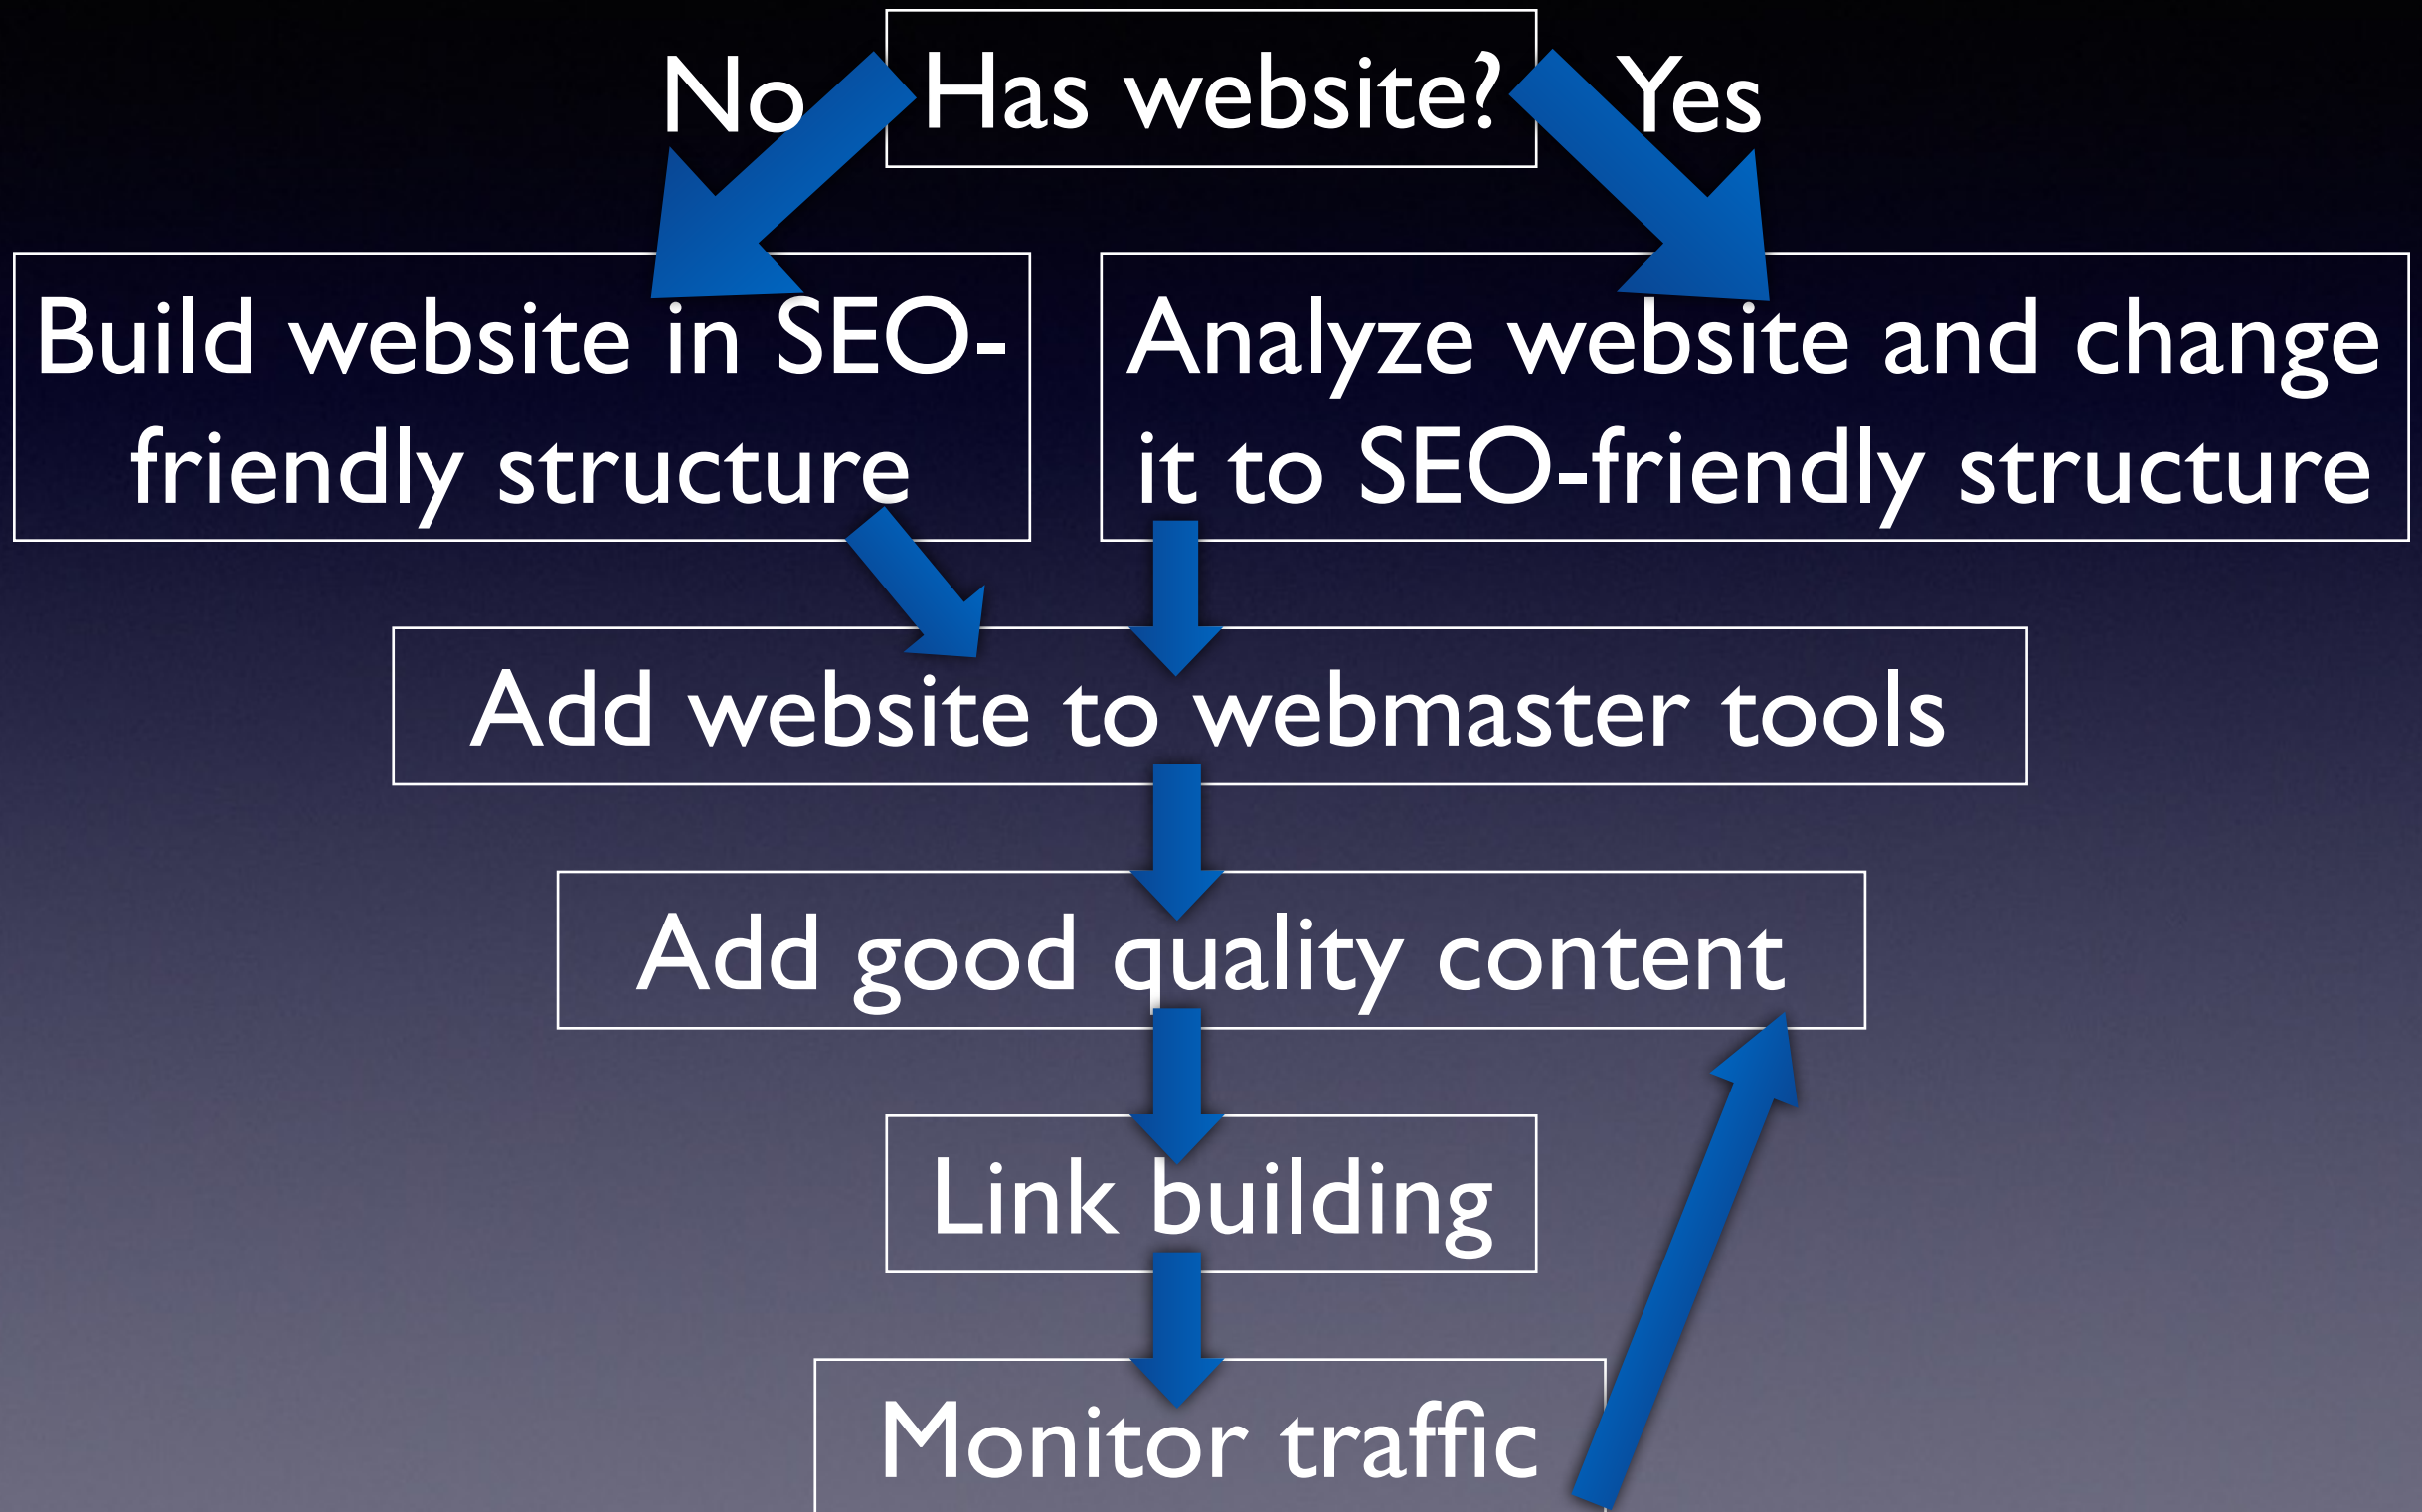 No
Has website?
Yes
Build website in SEO-
friendly structure
Analyze website and change
it to SEO-friendly structure
Add website to webmaster tools
Add good quality content
Link building
Monitor traffic